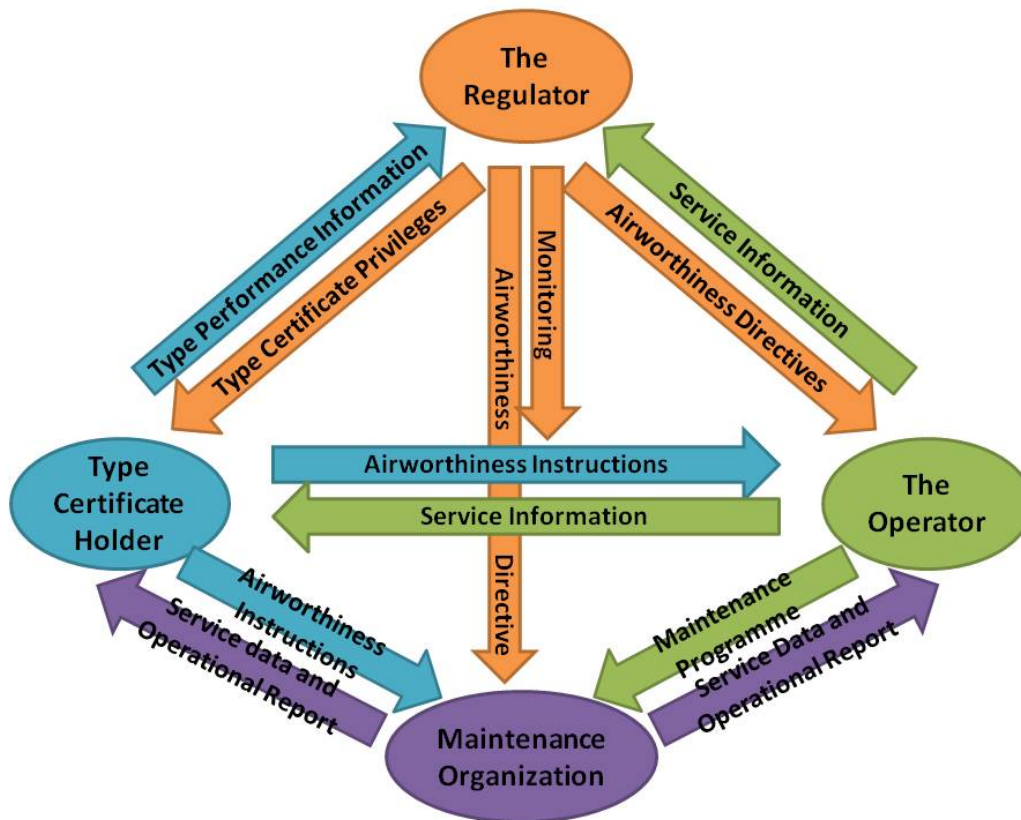 The
Regulator
Type Performance Information
Type Certificate Privileges
Airworthiness
Directive
Monitoring
Airworthiness Directives
Service Information
Type
Certificate
Holder
Airworthiness Instructions
Service Information
The
Operator
Airworthiness
Instructions
Service data and
Operational Report
Maintenance
Programme
Service Data and
Operational Report
Maintenance
Organization